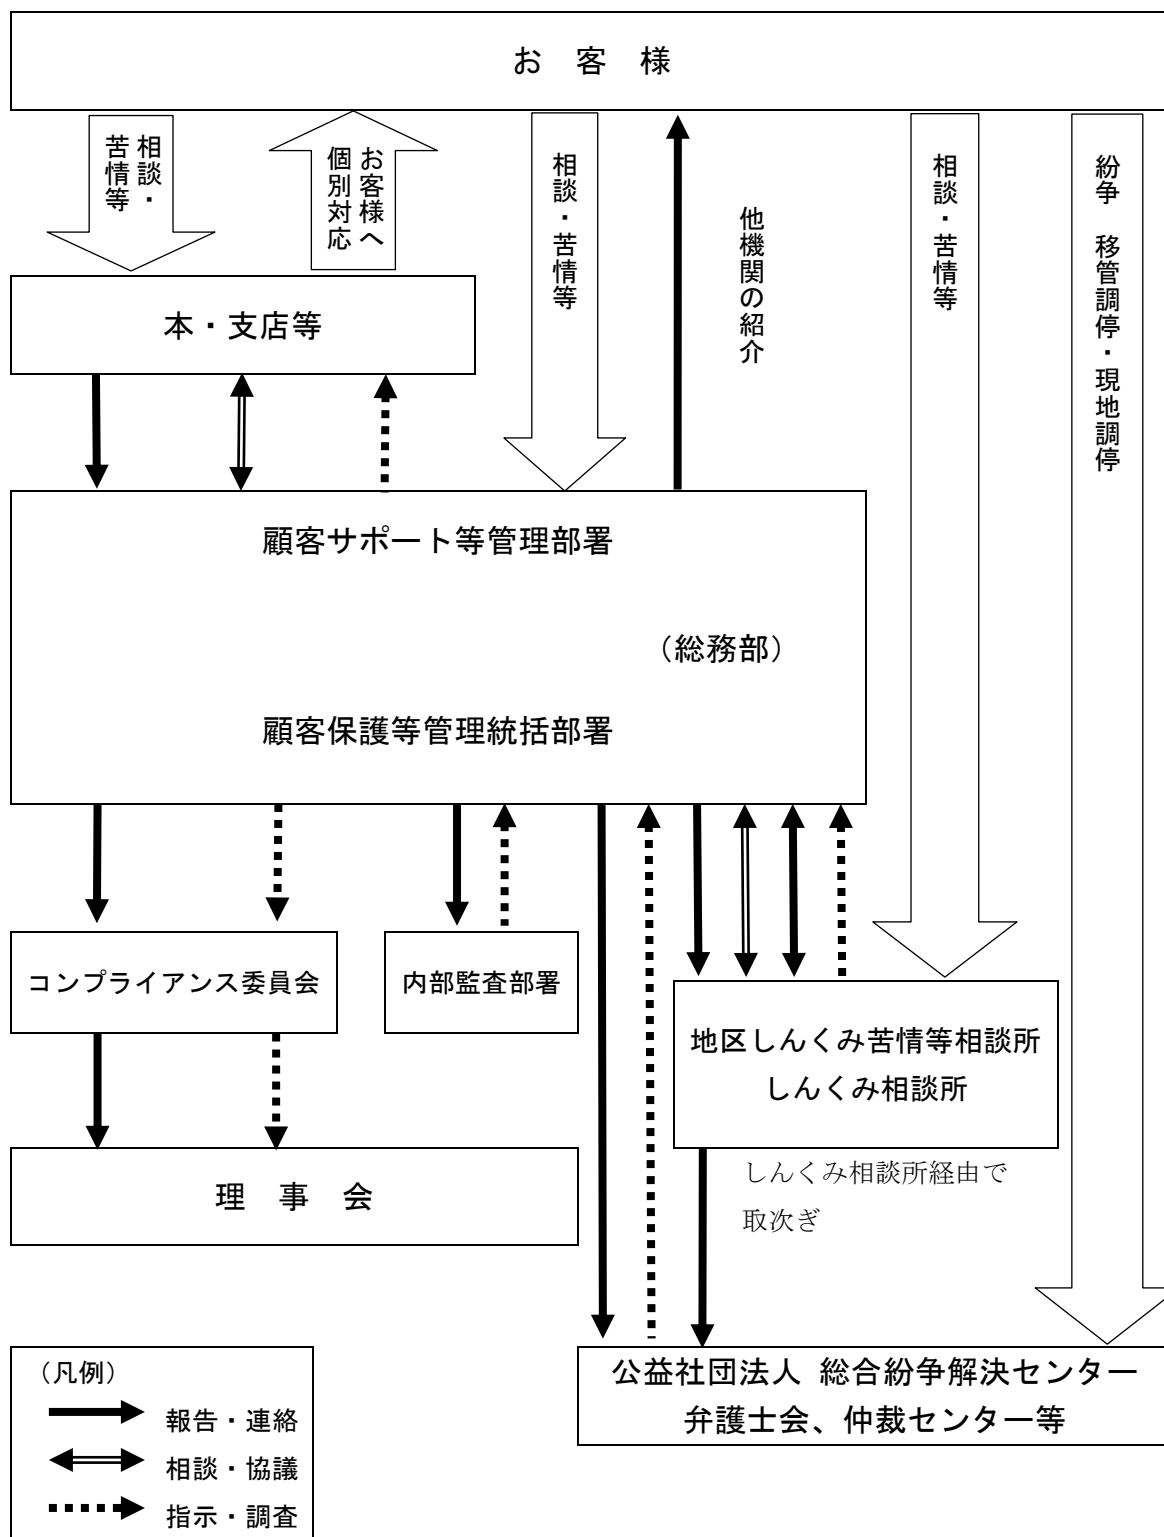 お　客　様
相談・
苦情等
お客様へ
個別対応
相談・苦情等
他機関の紹介
相談・苦情等
紛争　移管調停・現地調停
本・支店等
顧客サポート等管理部署
（総務部）
顧客保護等管理統括部署
コンプライアンス委員会
内部監査部署
地区しんくみ苦情等相談所
しんくみ相談所
しんくみ相談所経由で
取次ぎ
理　事　会
公益社団法人 総合紛争解決センター
弁護士会、仲裁センター等
（凡例）
報告・連絡
相談・協議
指示・調査